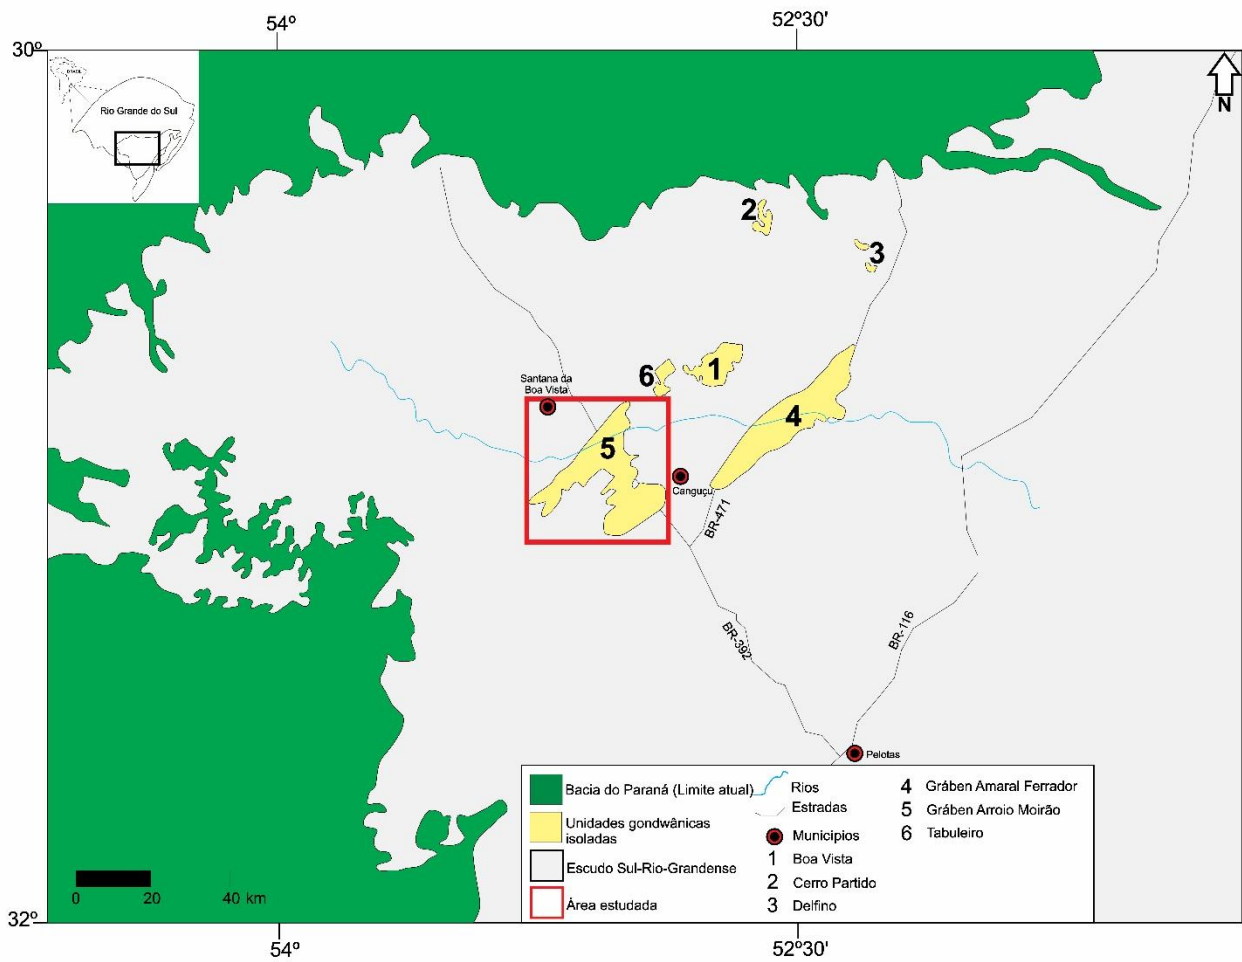 54º
52º30'
30º
BRASIL
Rio Grande do Sul
N
2
3
1
6
Santana da
Boa Vista
4
5
Canguçu
BR-471
BR-392
BR-116
Pelotas
Bacia do Paraná (Limite atual)
Unidades gondwânicas
isoladas
Escudo Sul-Rio-Grandense
Área estudada
Rios
Estradas
Municípios
1 Boa Vista
2 Cerro Partido
3 Delfino
4 Gráben Amaral Ferrador
5 Gráben Arroio Moirão
6 Tabuleiro
0 20 40 km
32º
54º
52º30'